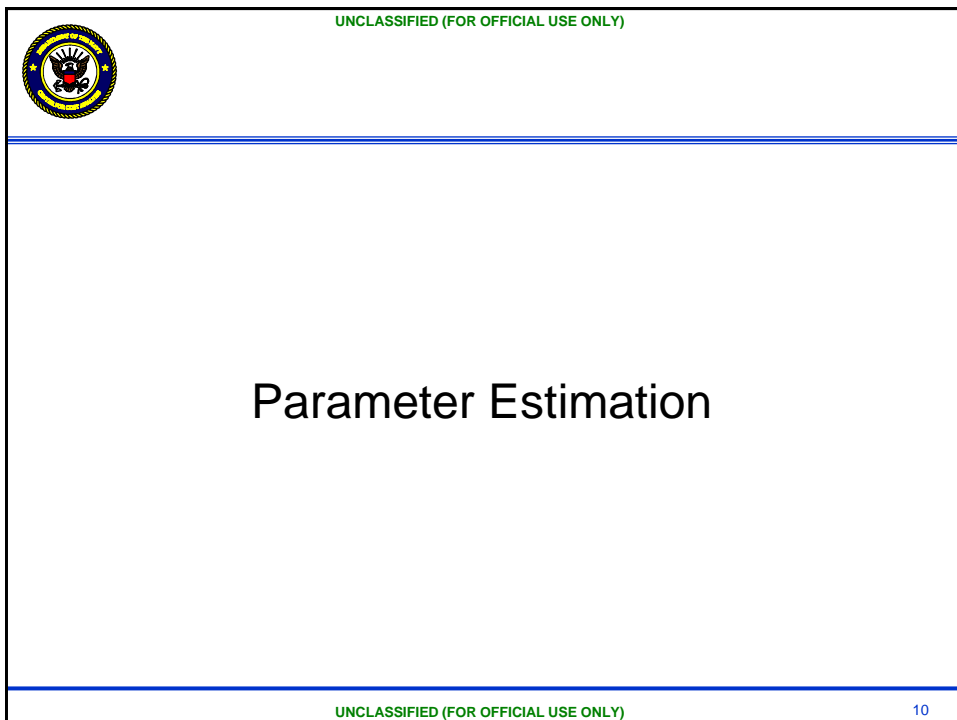 UNCLASSIFIED (FOR OFFICIAL USE ONLY)
Parameter Estimation
UNCLASSIFIED (FOR OFFICIAL USE ONLY)
10